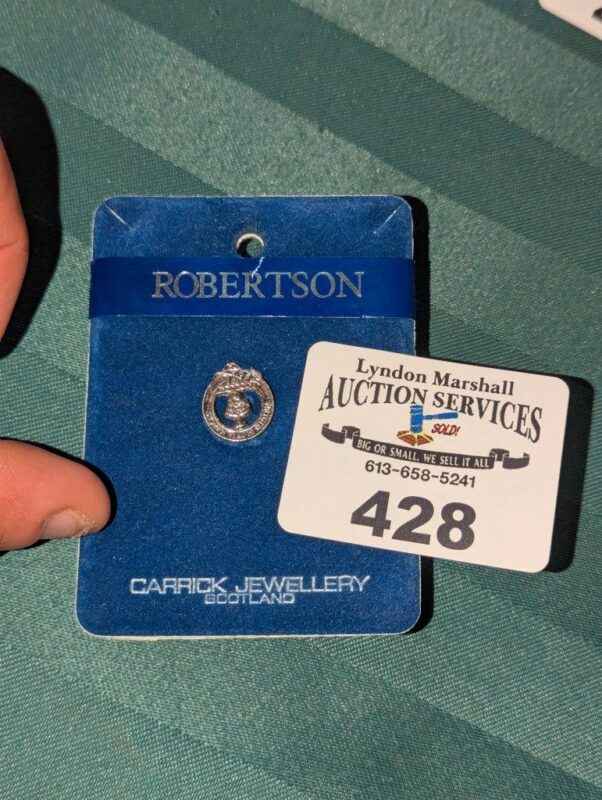 ROBERTSON
CARRICK JEWELLERY
SCOTLAND
Lyndon Marshall
AUCTION SERVICES
SOLD!
BIG OR SMALL, WE SELL IT ALL
613-658-5241
428